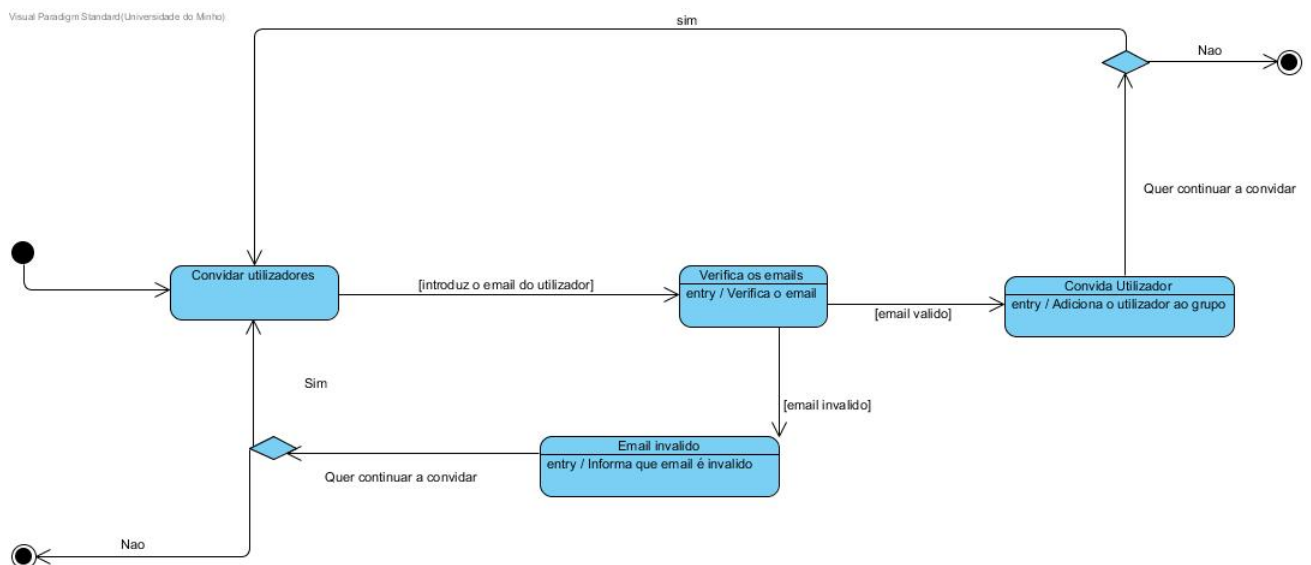 Visual Paradigm Standard(Universidade do Minho)
sim
Nao
Quer continuar a convidar
Convidar utilizadores
[introduz o email do utilizador]
Verifica os emails
entry / Verifica o email
[email valido]
Convida Utilizador
entry / Adiciona o utilizador ao grupo
Sim
[email invalido]
Email invalido
entry / Informa que email é invalido
Quer continuar a convidar
Nao